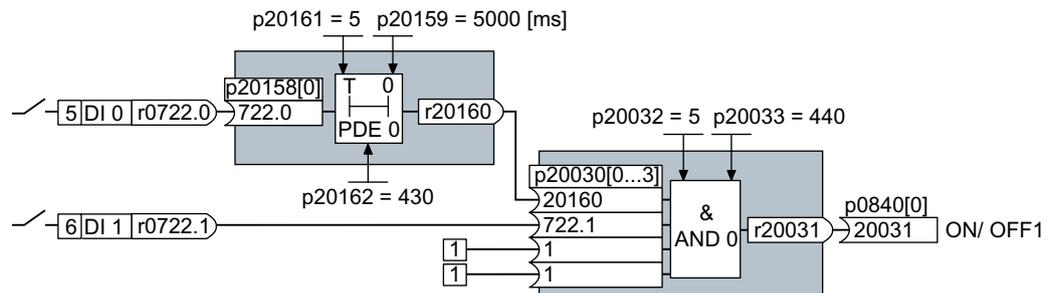 p20161 = 5 p20159 = 5000 [ms]
p20158[0]
T 0
5 DI 0 r0722.0 722.0 r20160
PDE 0
p20032 = 5 p20033 = 440
p20162 = 430
p20030[0...3]
20160
&
p0840[0]
6 DI 1 r0722.1 722.1 AND 0 r20031 20031 ON/ OFF1
1 1
1 1